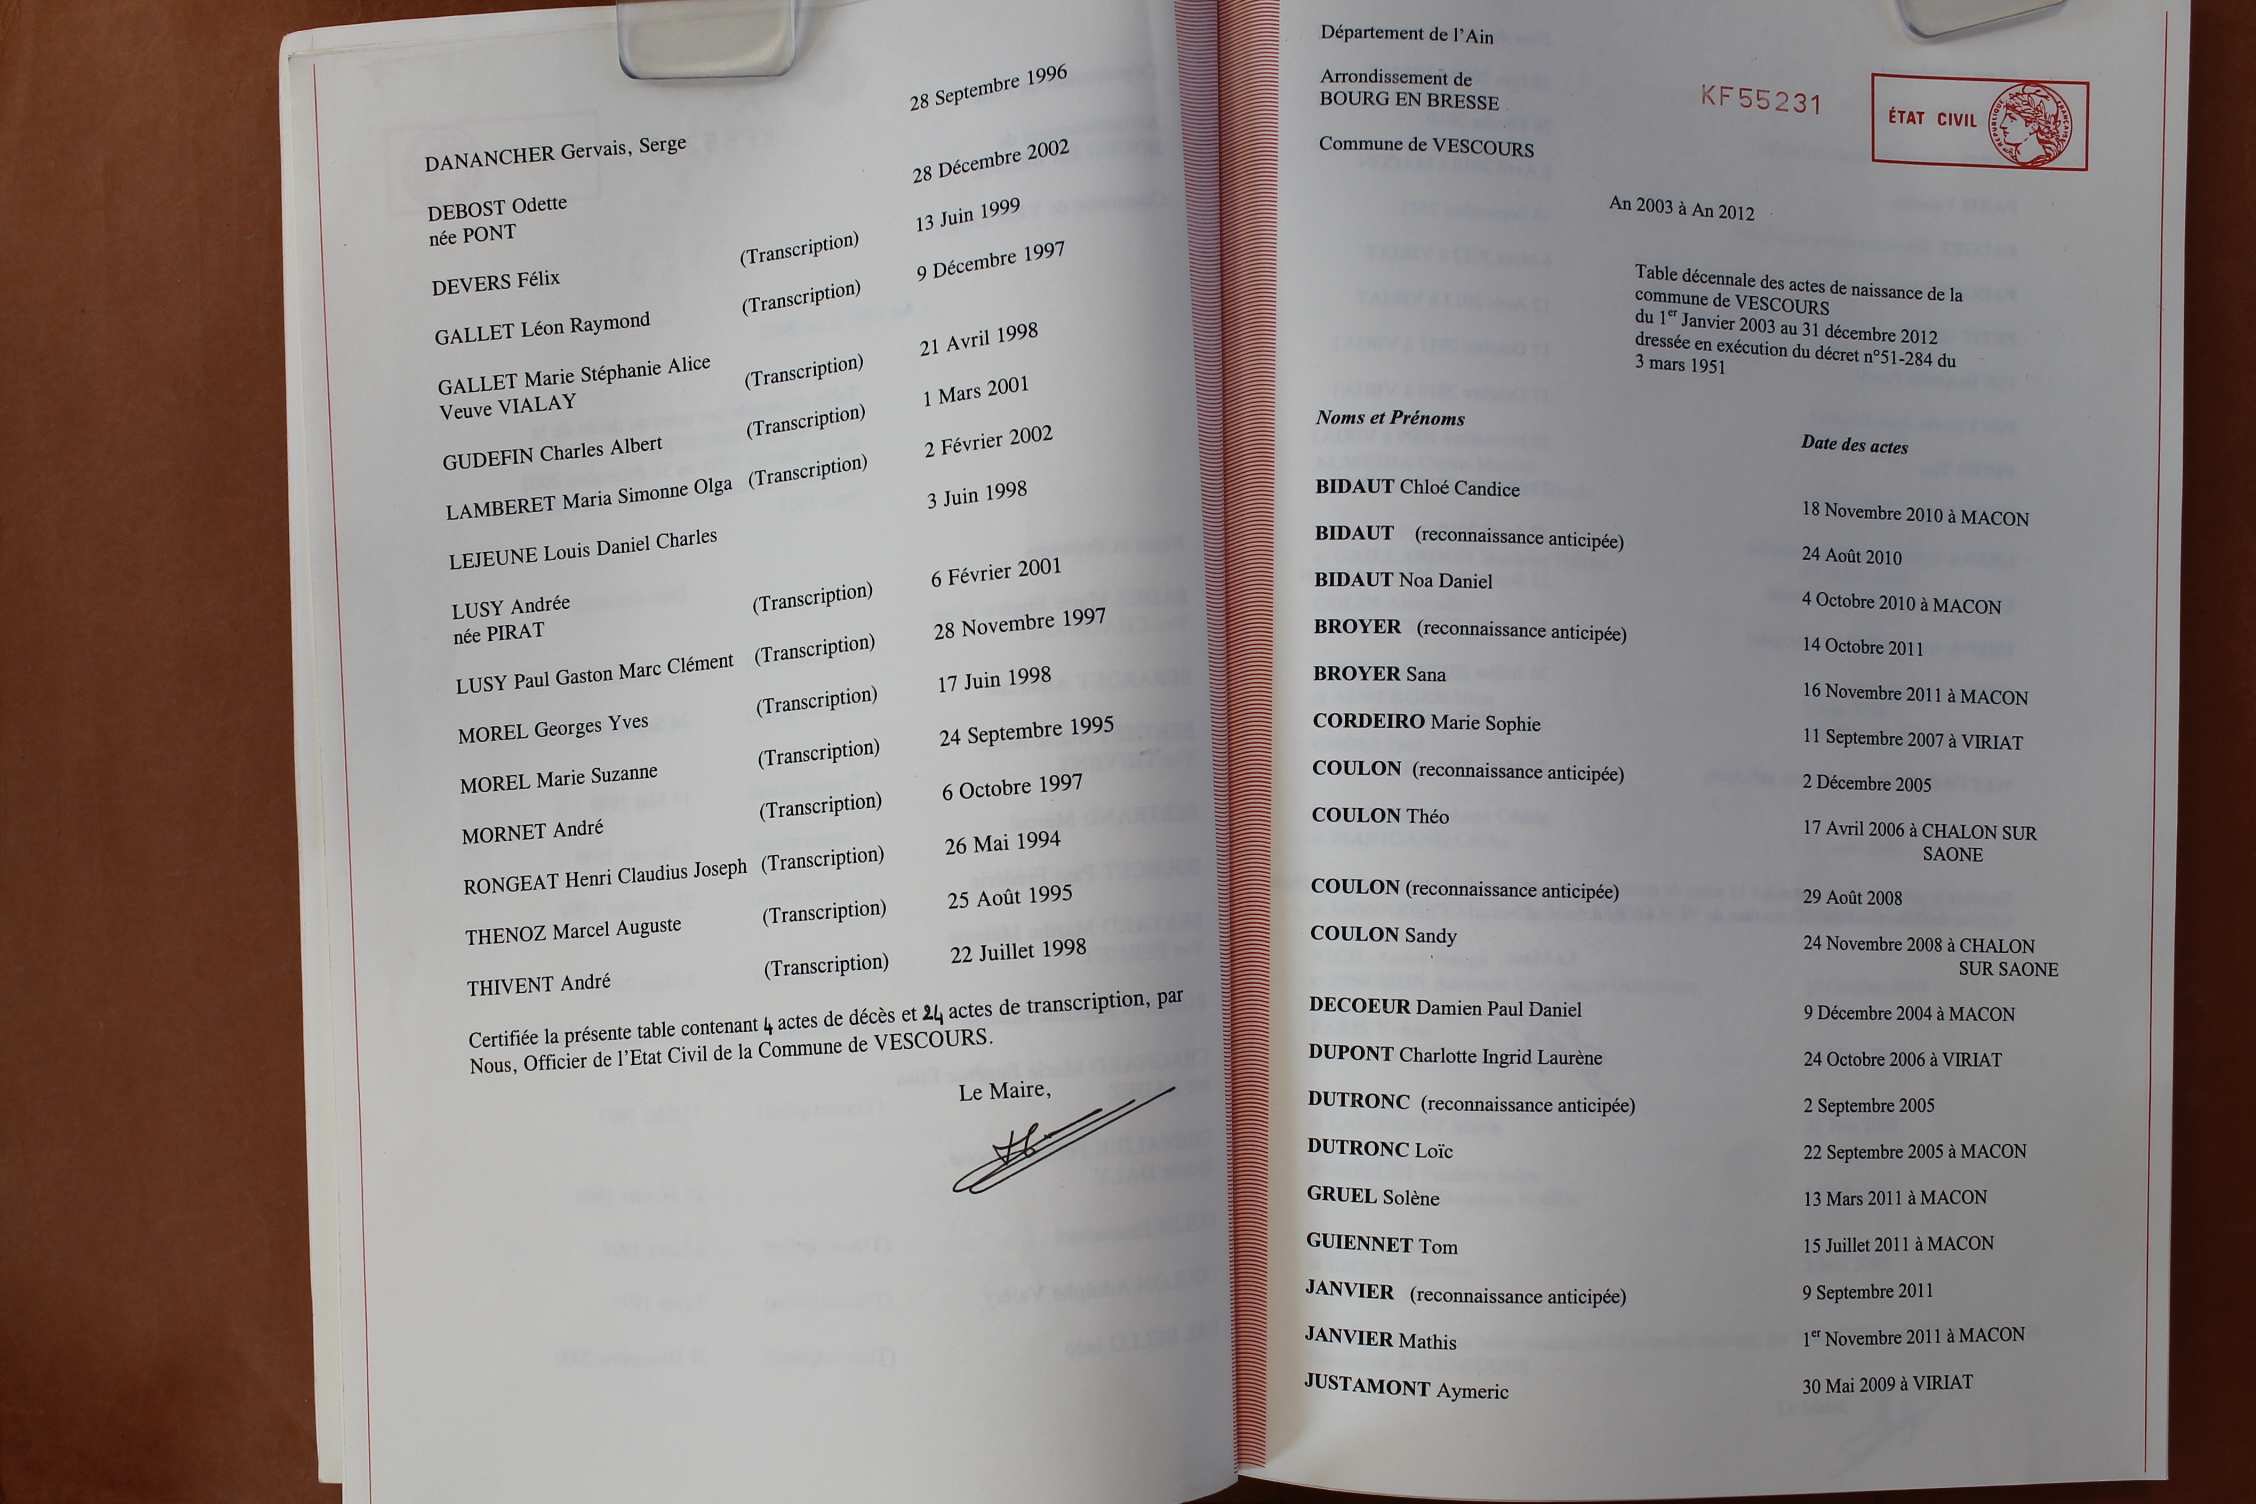 DANANCHER Gervais, Serge 28 Septembre 1996
DEBOST Odette
née PONT 28 Décembre 2002
DEVERS Félix (Transcription) 13 Juin 1999
GALLET Léon Raymond (Transcription) 9 Décembre 1997
GALLET Marie Stéphanie Alice
Veuve VIALAY (Transcription) 21 Avril 1998
GUDEFIN Charles Albert (Transcription) 1 Mars 2001
LAMBERET Maria Simonne Olga (Transcription) 2 Février 2002
LEJEUNE Louis Daniel Charles 3 Juin 1998
LUSY Andrée
née PIRAT (Transcription) 6 Février 2001
LUSY Paul Gaston Marc Clément (Transcription) 28 Novembre 1997
MOREL Georges Yves (Transcription) 17 Juin 1998
MOREL Marie Suzanne (Transcription) 24 Septembre 1995
MORNET André (Transcription) 6 Octobre 1997
RONGEAT Henri Claudius Joseph (Transcription) 26 Mai 1994
THENOZ Marcel Auguste (Transcription) 25 Août 1995
THIVENT André (Transcription) 22 Juillet 1998
Certifiée la présente table contenant 4 actes de décès et 24 actes de transcription, par
Nous, Officier de l'Etat Civil de la Commune de VESCOURS.
Le Maire,
Département de l'Ain
Arrondissement de
BOURG EN BRESSE
Commune de VESCOURS
KF55231
ÉTAT CIVIL
RÉPUBLIQUE FRANÇAISE
An 2003 à An 2012
Table décennale des actes de naissance de la
commune de VESCOURS
du 1er Janvier 2003 au 31 décembre 2012
dressée en exécution du décret n°51-284 du
3 mars 1951
Noms et Prénoms Date des actes
BIDAUT Chloé Candice 18 Novembre 2010 à MACON
BIDAUT (reconnaissance anticipée) 24 Août 2010
BIDAUT Noa Daniel 4 Octobre 2010 à MACON
BROYER (reconnaissance anticipée) 14 Octobre 2011
BROYER Sana 16 Novembre 2011 à MACON
CORDEIRO Marie Sophie 11 Septembre 2007 à VIRIAT
COULON (reconnaissance anticipée) 2 Décembre 2005
COULON Théo 17 Avril 2006 à CHALON SUR
SAONE
COULON (reconnaissance anticipée) 29 Août 2008
COULON Sandy 24 Novembre 2008 à CHALON
SUR SAONE
DECOEUR Damien Paul Daniel 9 Décembre 2004 à MACON
DUPONT Charlotte Ingrid Laurène 24 Octobre 2006 à VIRIAT
DUTRONC (reconnaissance anticipée) 2 Septembre 2005
DUTRONC Loïc 22 Septembre 2005 à MACON
GRUEL Solène 13 Mars 2011 à MACON
GUIENNET Tom 15 Juillet 2011 à MACON
JANVIER (reconnaissance anticipée) 9 Septembre 2011
JANVIER Mathis 1er Novembre 2011 à MACON
JUSTAMONT Aymeric 30 Mai 2009 à VIRIAT